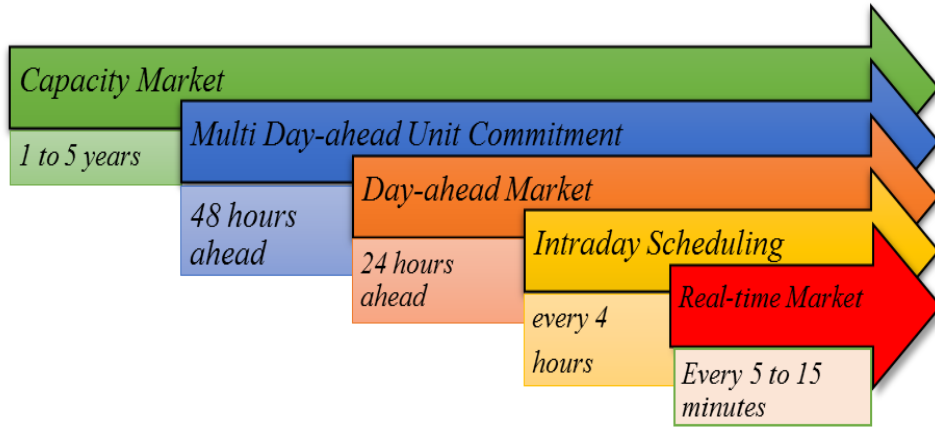 Capacity Market
1 to 5 years
Multi Day-ahead Unit Commitment
48 hours
ahead
Day-ahead Market
24 hours
ahead
Intraday Scheduling
every 4
hours
Real-time Market
Every 5 to 15
minutes